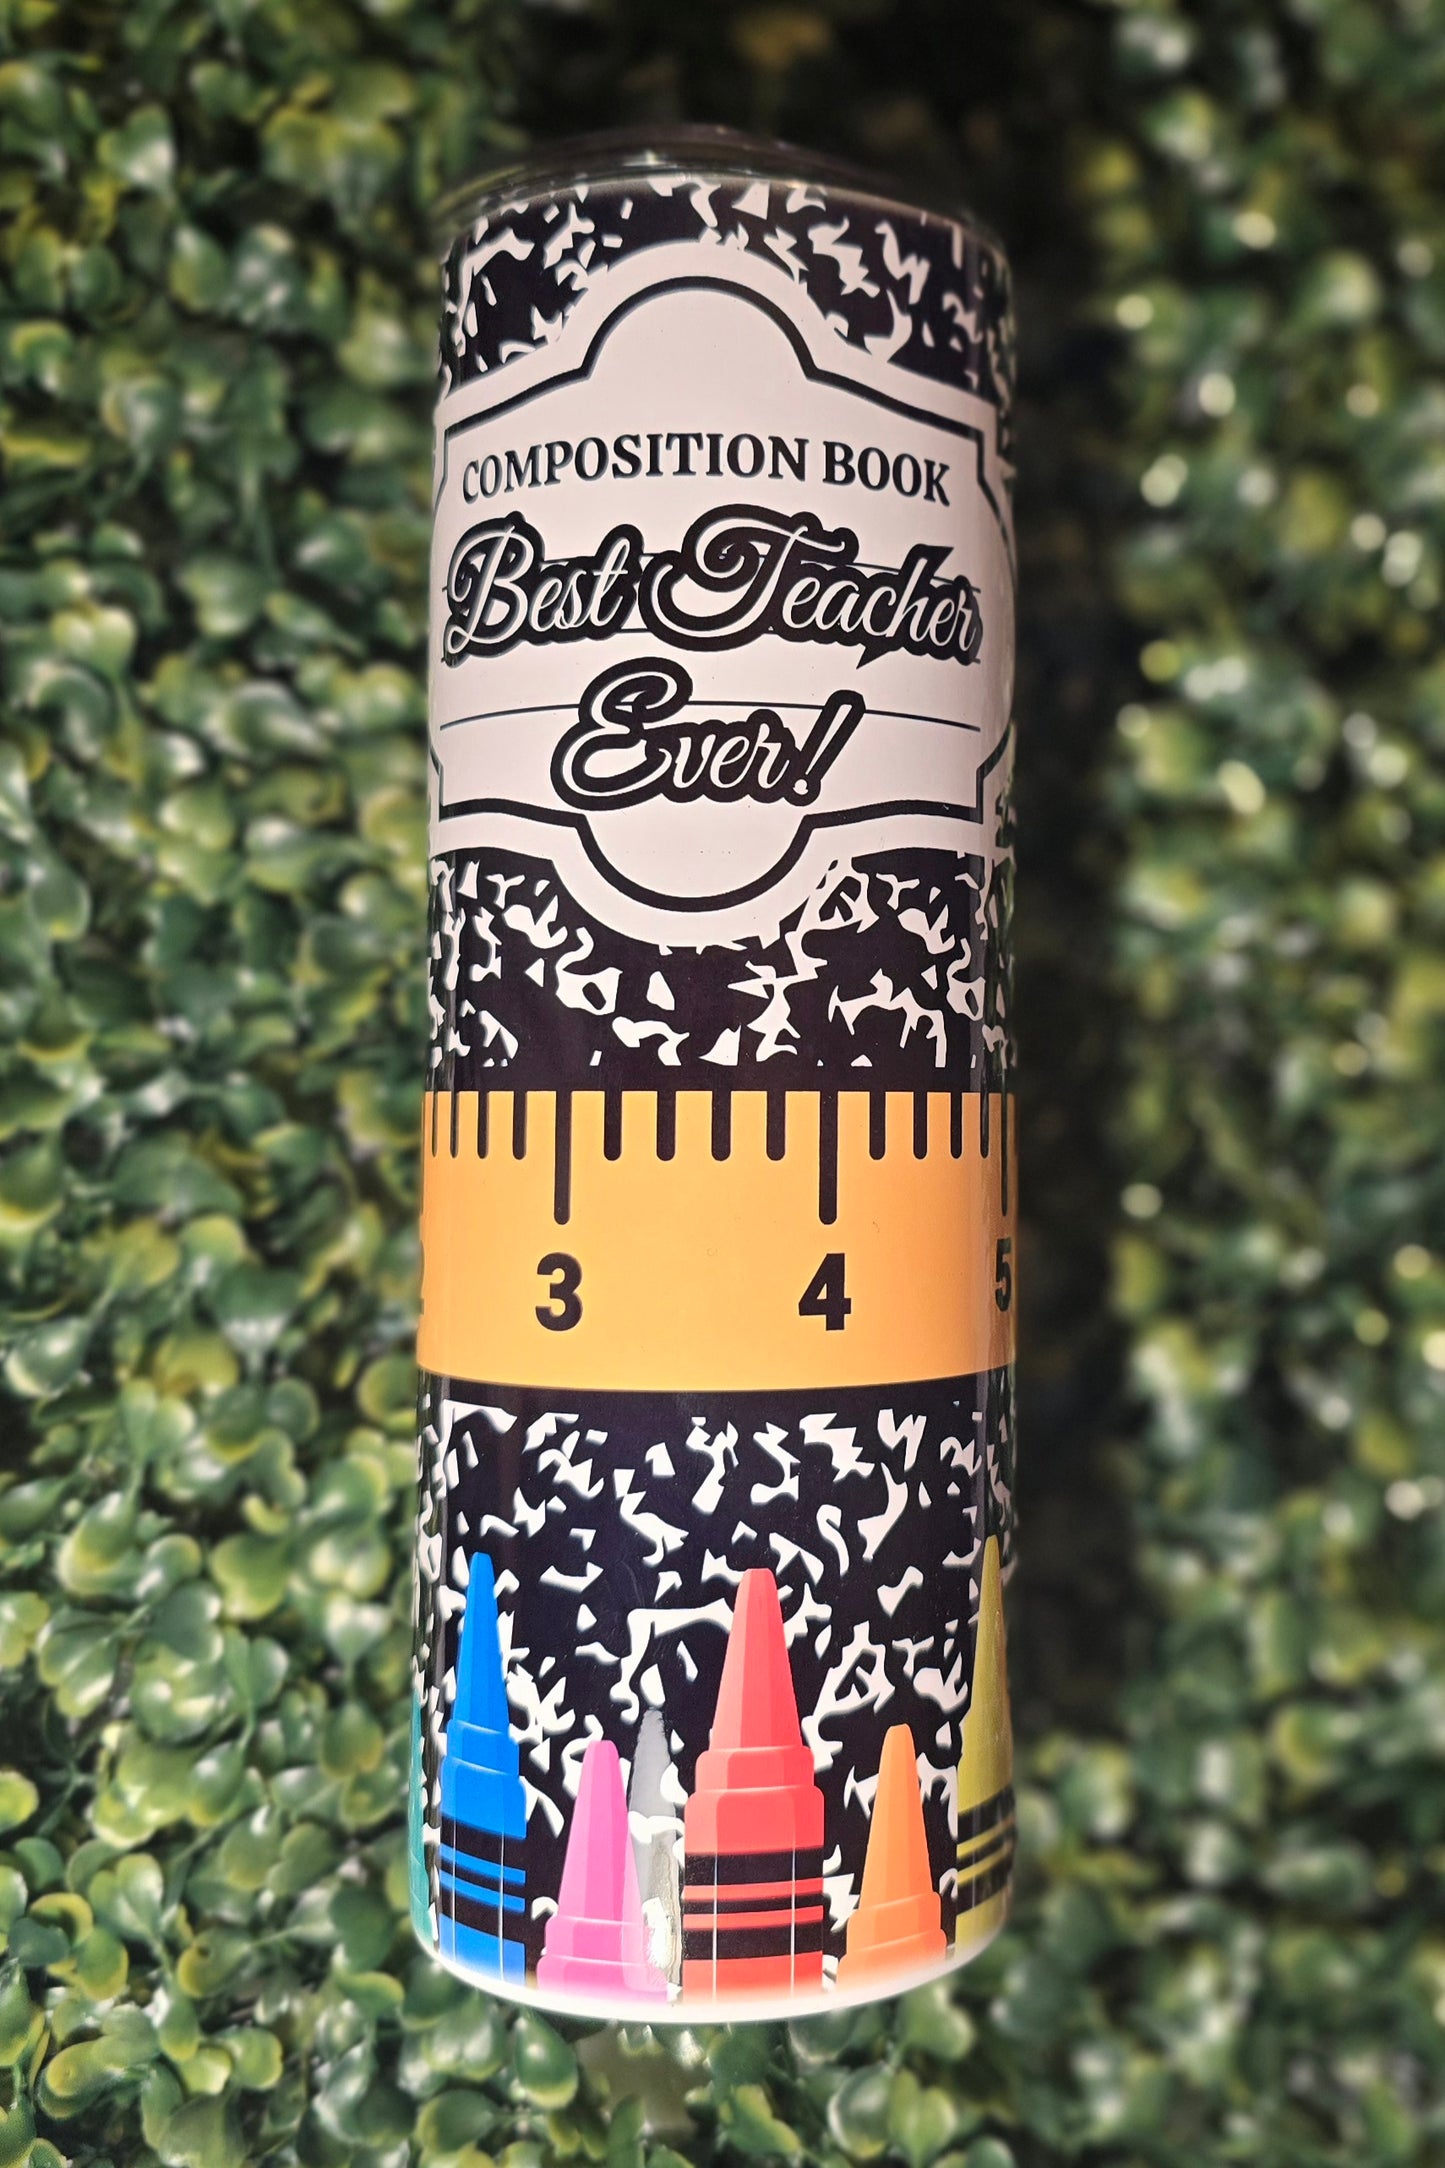 COMPOSITION BOOK
Best Teacher
Ever!
3 4 5